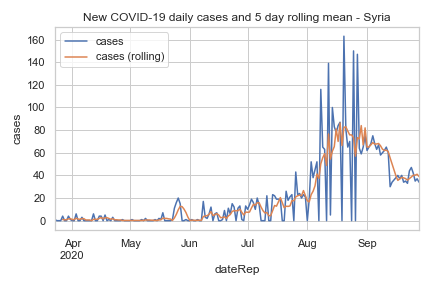 New COVID-19 daily cases and 5 day rolling mean - Syria
cases
cases (rolling)
160
140
120
100
80
60
40
20
0
cases
Apr
2020
May
Jun
Jul
Aug
Sep
dateRep